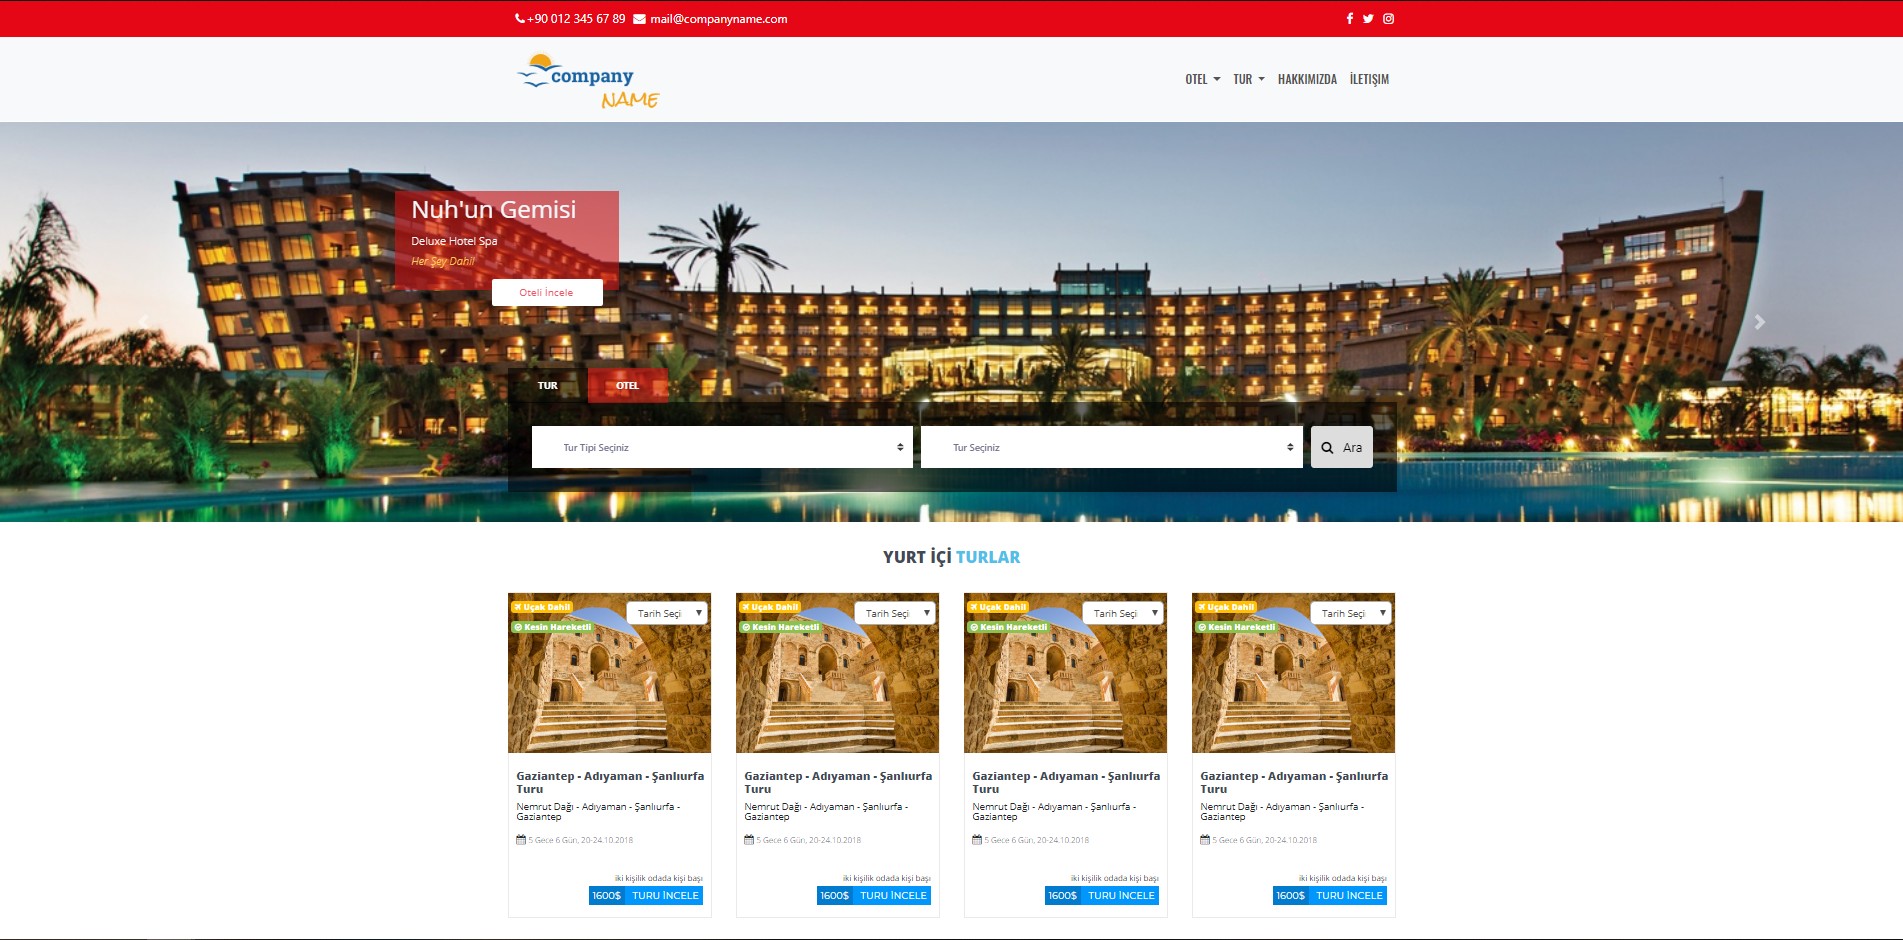 +90 012 345 67 89 mail@companyname.com
company
NAME
OTEL TUR HAKKIMIZDA İLETIŞIM
Nuh'un Gemisi
Deluxe Hotel Spa
Her Şey Dahil
Oteli İncele
TUR OTEL
Tur Tipi Seçiniz Tur Seçiniz Ara
YURT İÇİ TURLAR
Uçak Dahil Tarih Seçi
Kesin Hareketli
Gaziantep - Adıyaman - Şanlıurfa
Turu
Nemrut Dağı - Adıyaman - Şanlıurfa -
Gaziantep
5 Gece 6 Gün, 20-24.10.2018
iki kişilik odada kişi başı
1600$ TURU İNCELE
Uçak Dahil Tarih Seçi
Kesin Hareketli
Gaziantep - Adıyaman - Şanlıurfa
Turu
Nemrut Dağı - Adıyaman - Şanlıurfa -
Gaziantep
5 Gece 6 Gün, 20-24.10.2018
iki kişilik odada kişi başı
1600$ TURU İNCELE
Uçak Dahil Tarih Seçi
Kesin Hareketli
Gaziantep - Adıyaman - Şanlıurfa
Turu
Nemrut Dağı - Adıyaman - Şanlıurfa -
Gaziantep
5 Gece 6 Gün, 20-24.10.2018
iki kişilik odada kişi başı
1600$ TURU İNCELE
Uçak Dahil Tarih Seçi
Kesin Hareketli
Gaziantep - Adıyaman - Şanlıurfa
Turu
Nemrut Dağı - Adıyaman - Şanlıurfa -
Gaziantep
5 Gece 6 Gün, 20-24.10.2018
iki kişilik odada kişi başı
1600$ TURU İNCELE